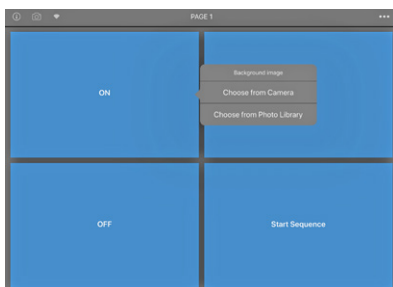 PAGE 1
Background image
ON
Choose from Camera
Choose from Photo Library
OFF
Start Sequence